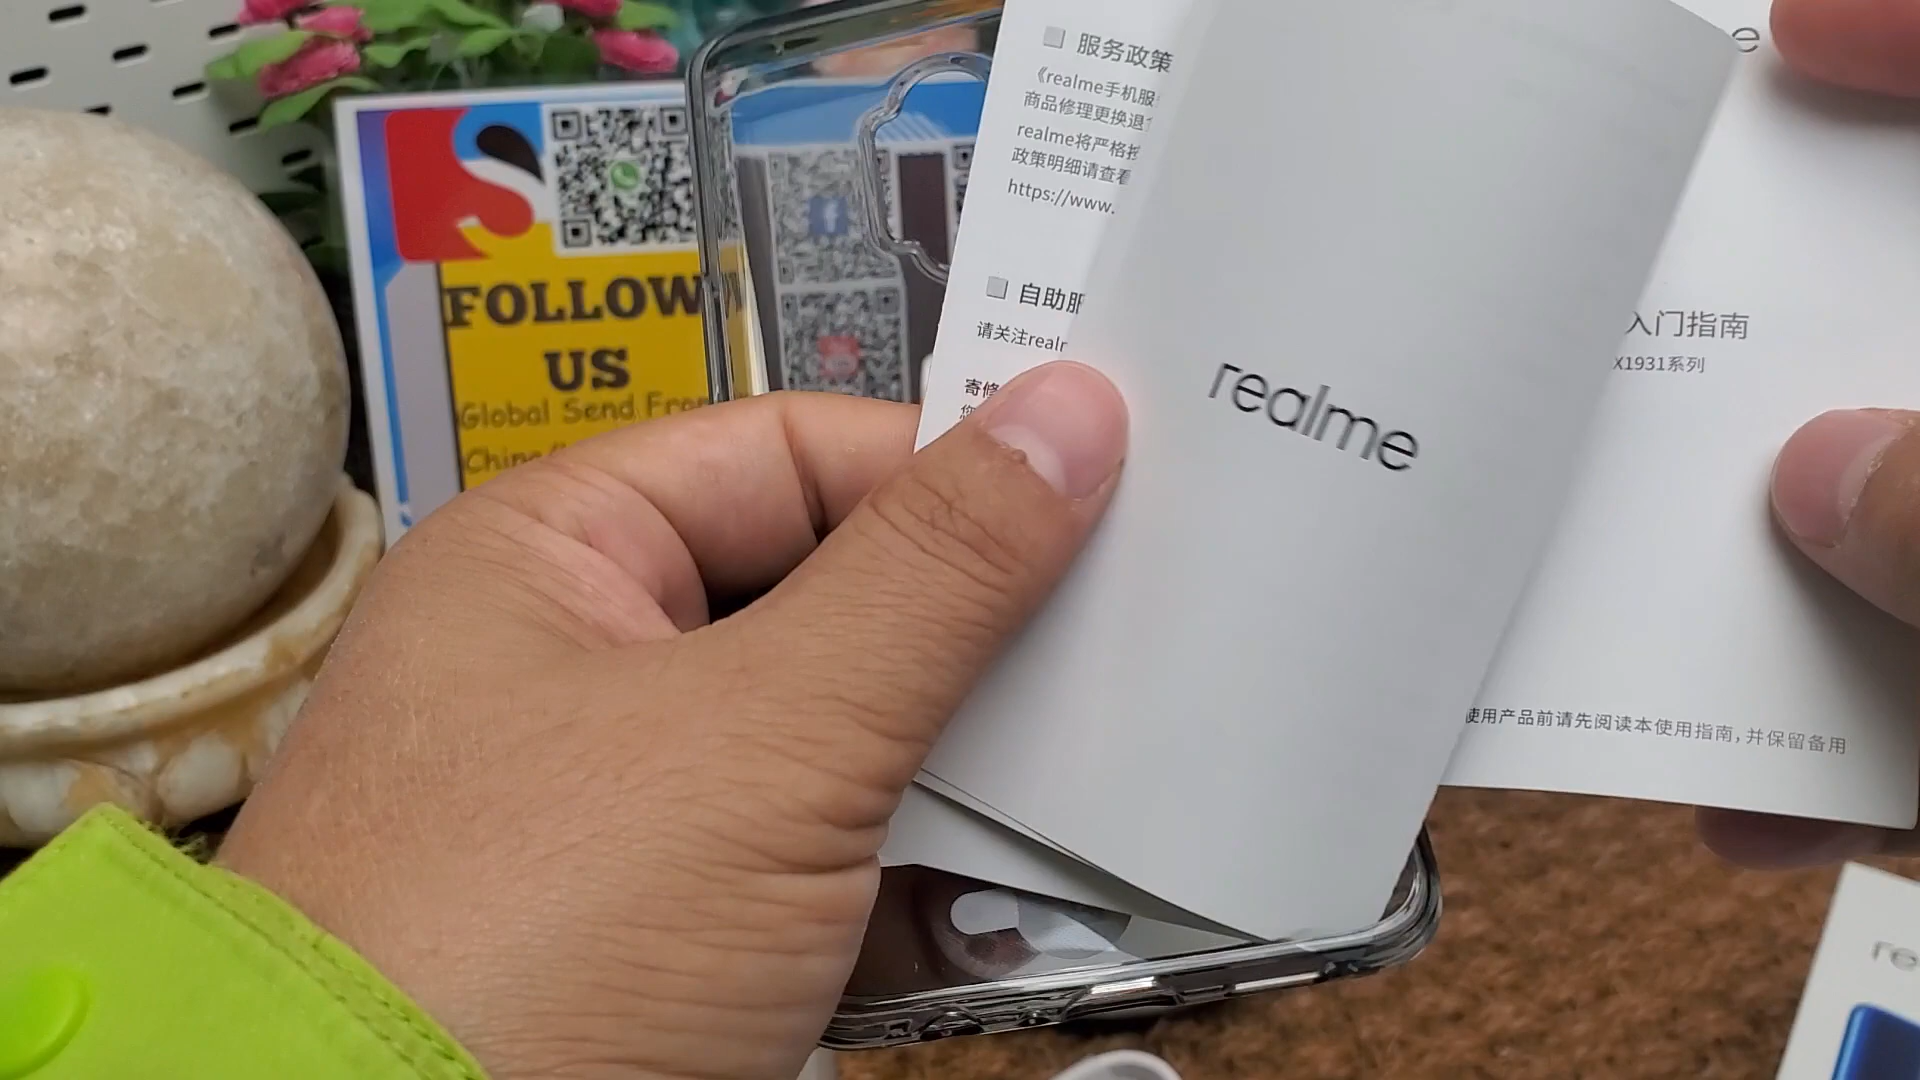 FOLLOW
US
Global Send From
服务政策
《realme手机服
商品修理更换退
realme将严格按
政策明细请查看
https://www.
自助服
请关注real
寄修
您
realme
入门指南
X1931系列
使用产品前请先阅读本使用指南,并保留备用
re